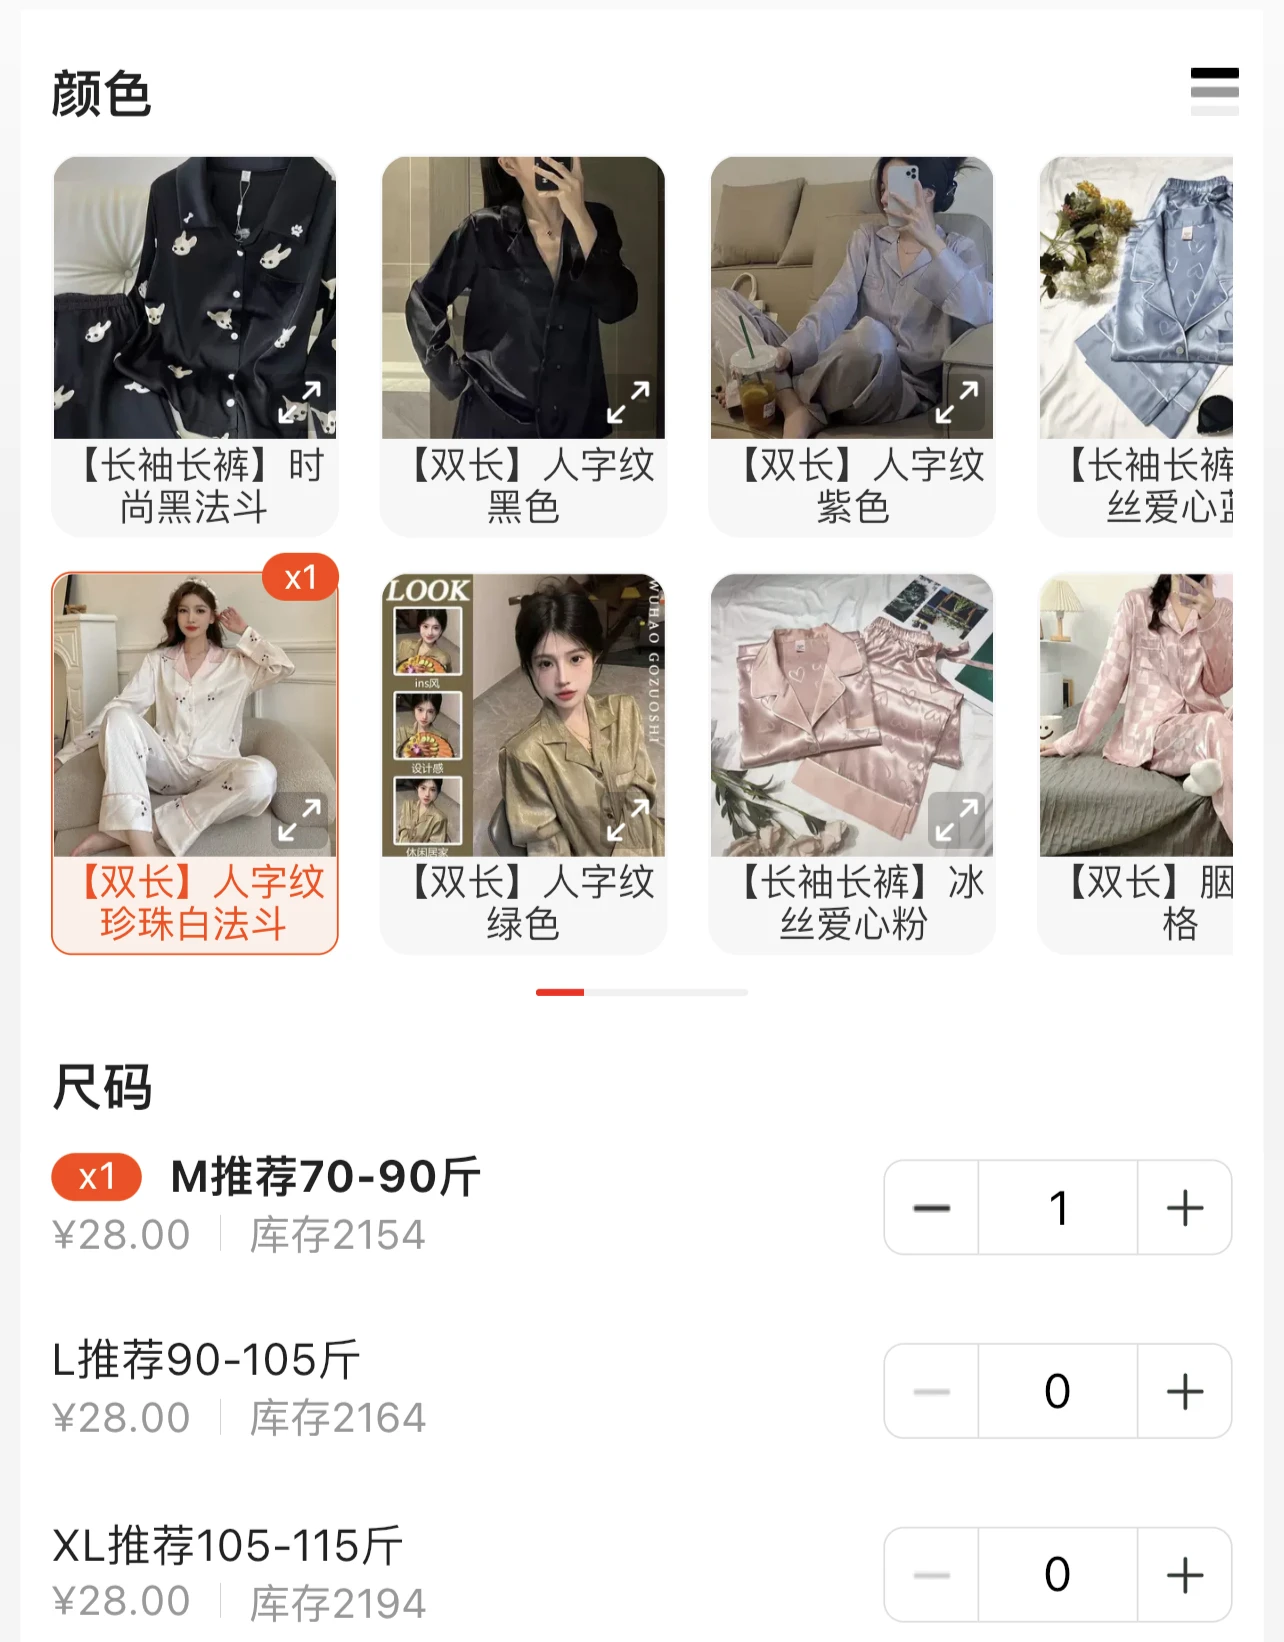 颜色
【长袖长裤】时
尚黑法斗
【双长】人字纹
黑色
【双长】人字纹
紫色
【长袖长裤
丝爱心蓝
x1
【双长】人字纹
珍珠白法斗
LOOK
ins风
设计感
休闲居家
WUHAO GOZUOSHI
【双长】人字纹
绿色
【长袖长裤】冰
丝爱心粉
【双长】胭
格
尺码
x1 M推荐70-90斤
¥28.00 库存2154
1
L推荐90-105斤
¥28.00 库存2164
0
XL推荐105-115斤
¥28.00 库存2194
0